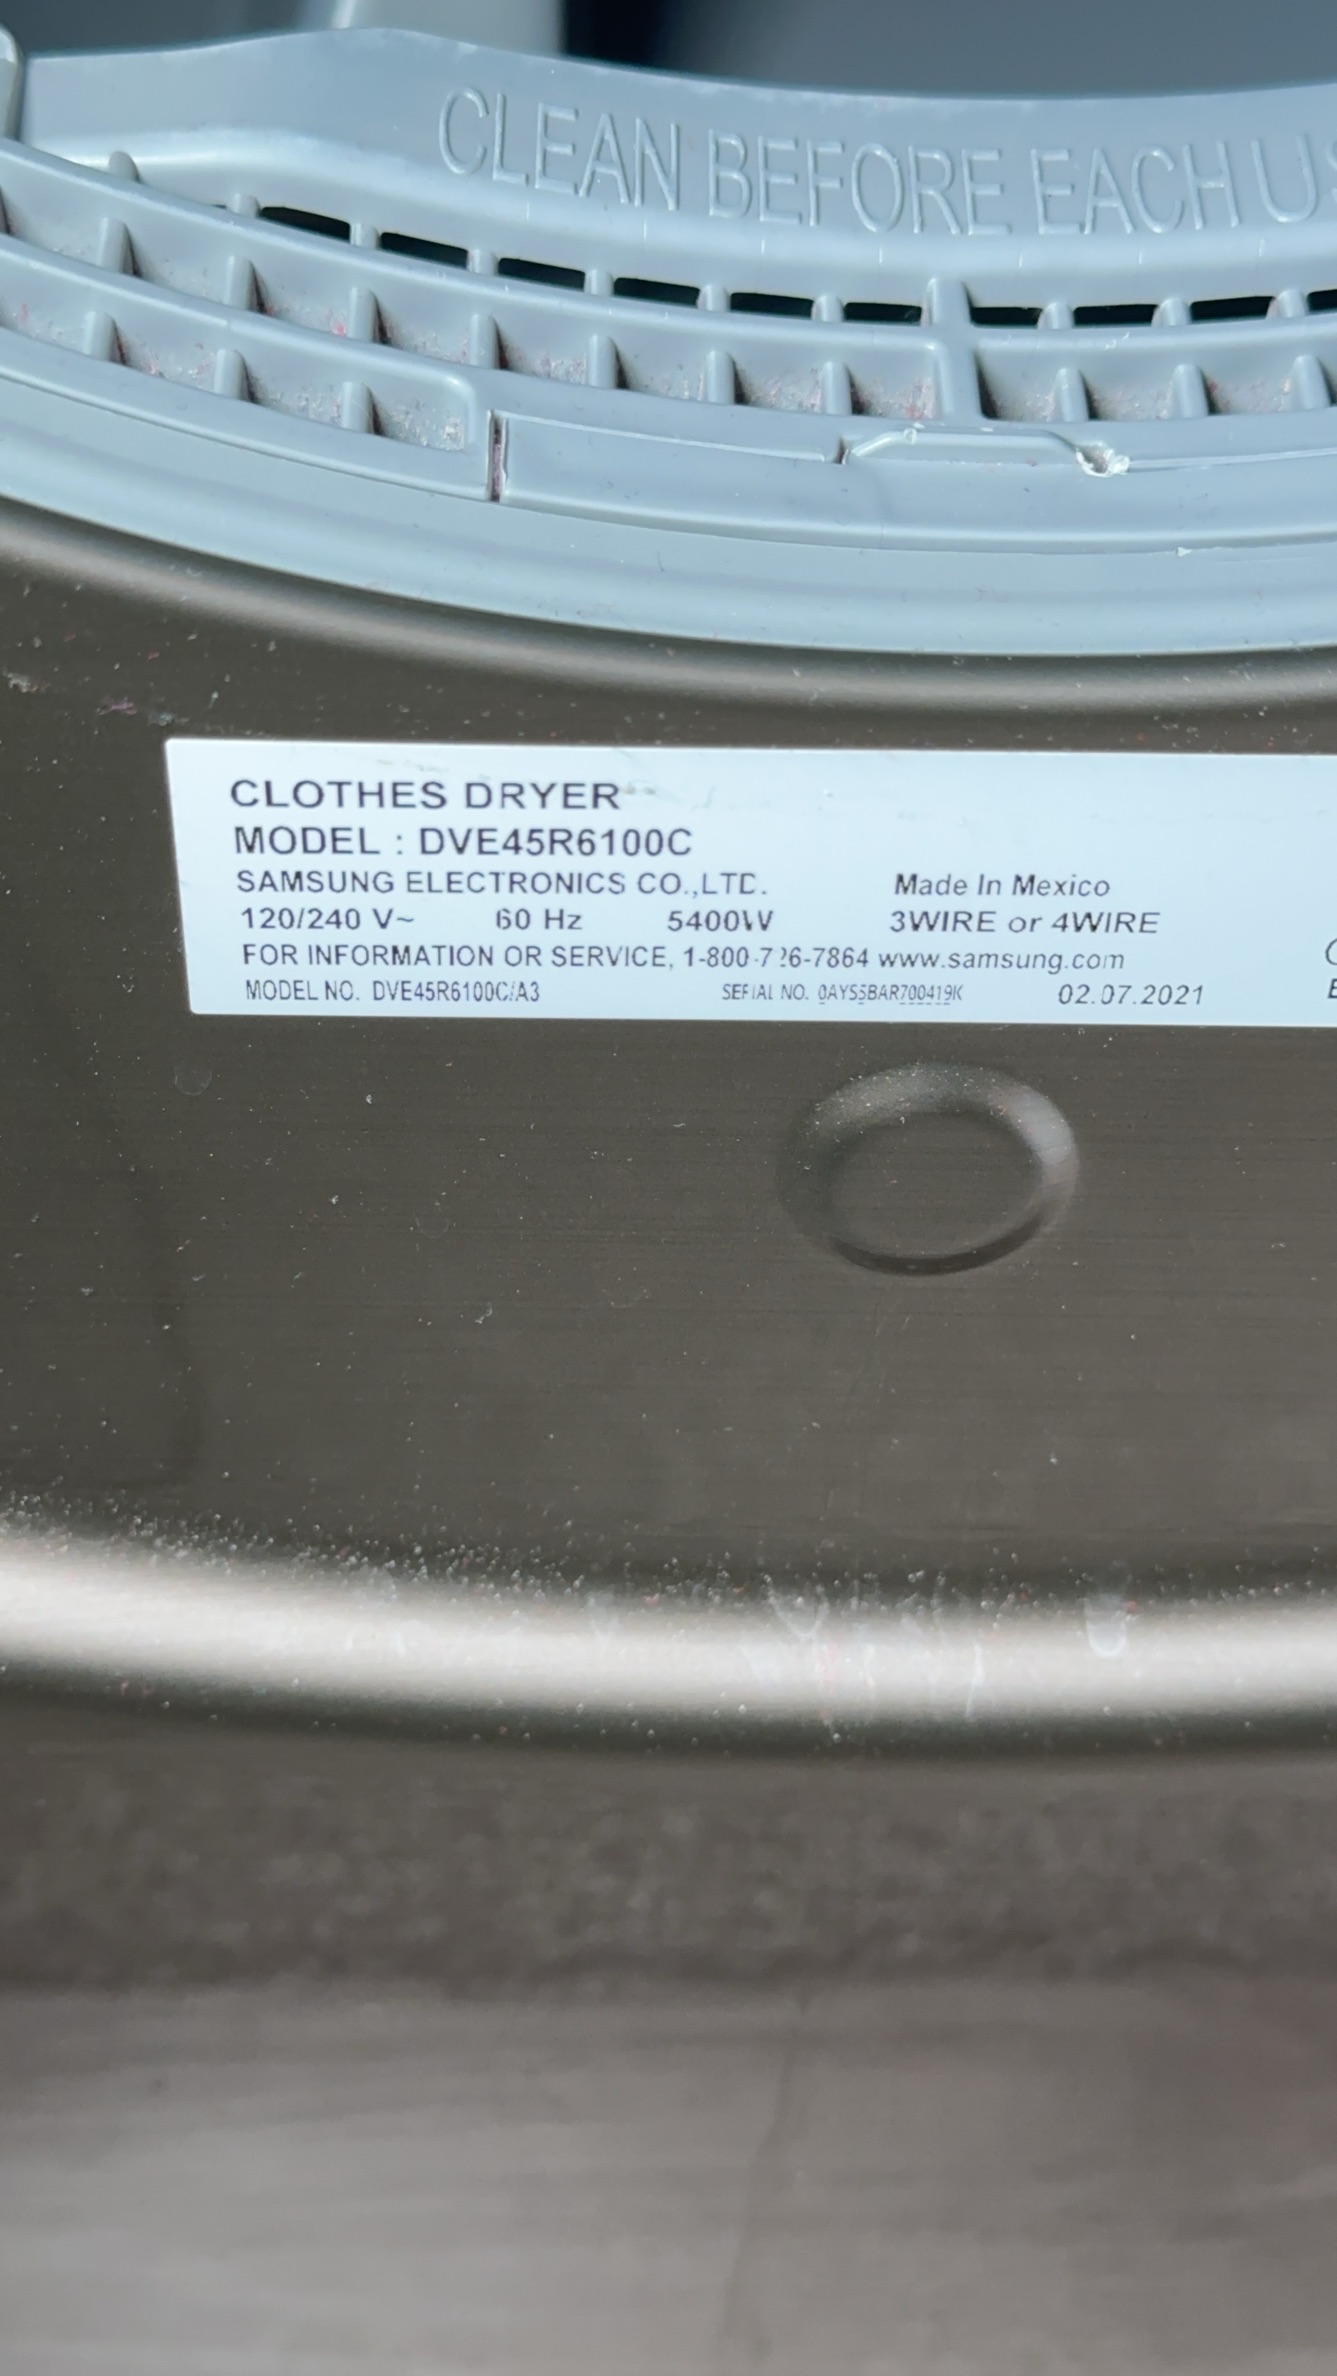 CLEAN BEFORE EACH US
CLOTHES DRYER
MODEL : DVE45R6100C
SAMSUNG ELECTRONICS CO.,LTD.
Made In Mexico
120/240 V~ 60 Hz 5400W 3WIRE or 4WIRE
FOR INFORMATION OR SERVICE, 1-800-726-7864 www.samsung.com
MODEL NO. DVE45R6100C/A3 SERIAL NO. 0AYS5BAR700419K 02.07.2021